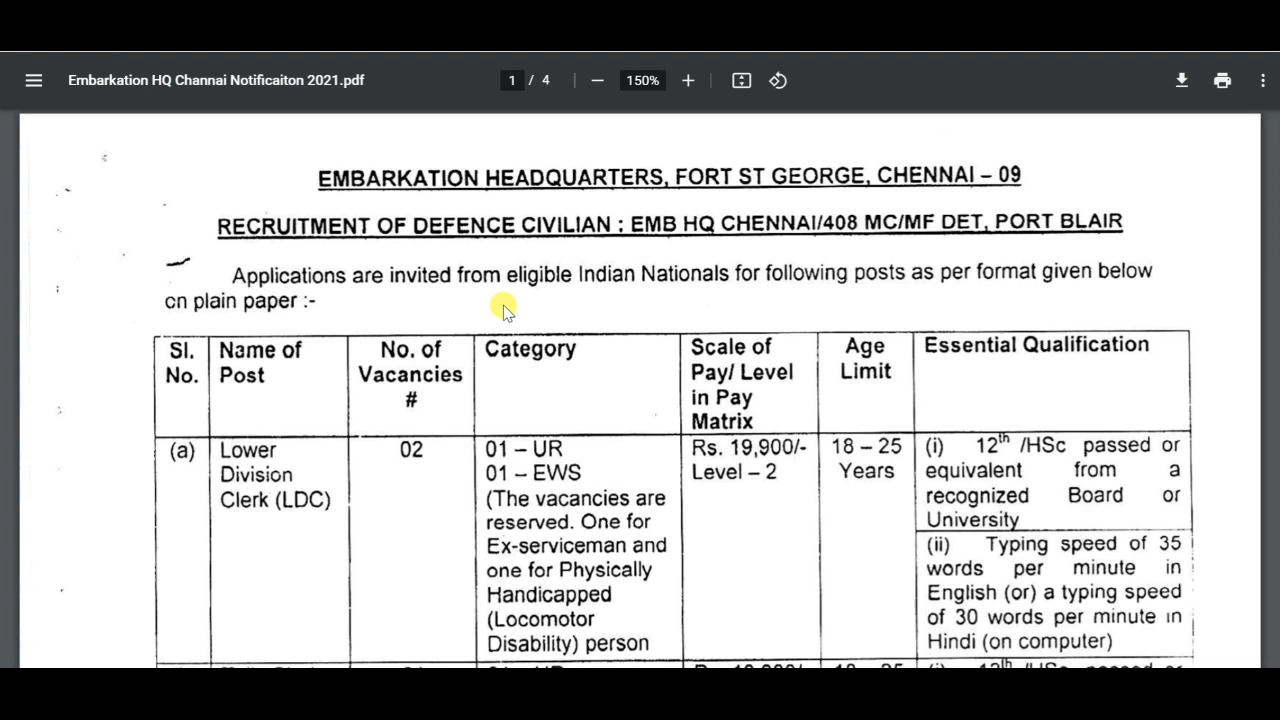 Embarkation HQ Channai Notificaiton 2021.pdf
1 / 4
150%
EMBARKATION HEADQUARTERS, FORT ST GEORGE, CHENNAI – 09
RECRUITMENT OF DEFENCE CIVILIAN : EMB HQ CHENNAI/408 MC/MF DET, PORT BLAIR
Applications are invited from eligible Indian Nationals for following posts as per format given below
on plain paper :-
Sl. No.
Name of Post
No. of Vacancies #
Category
Scale of Pay/ Level in Pay Matrix
Age Limit
Essential Qualification
(a)
Lower
Division
Clerk (LDC)
02
01 – UR
01 – EWS
(The vacancies are
reserved. One for
Ex-serviceman and
one for Physically
Handicapped
(Locomotor
Disability) person
Rs. 19,900/-
Level – 2
18 – 25
Years
(i) 12th /HSc passed or
equivalent from a
recognized Board or
University
(ii) Typing speed of 35
words per minute in
English (or) a typing speed
of 30 words per minute in
Hindi (on computer)